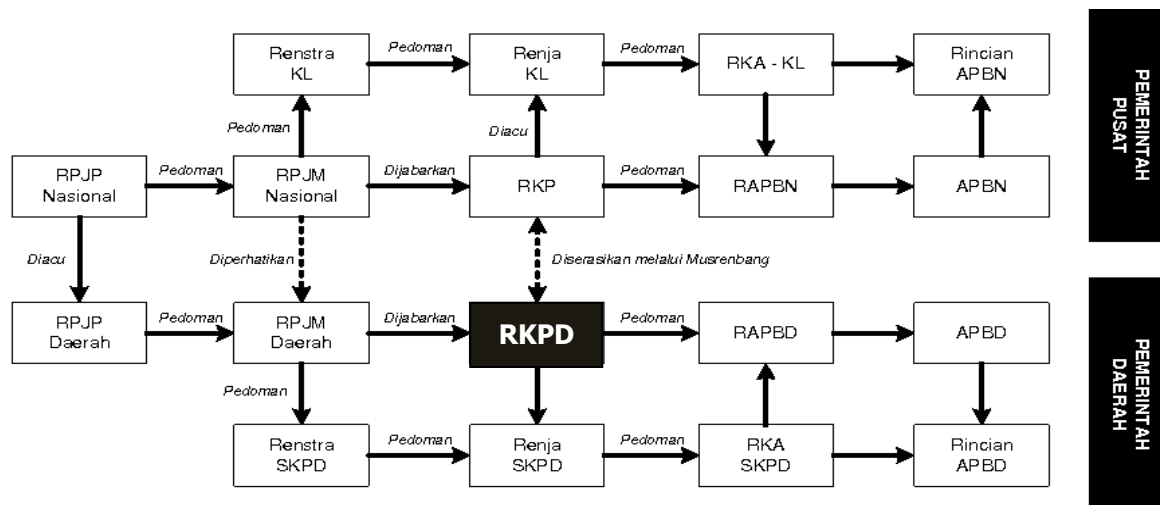 Renstra
KL
Pedoman
Renja
KL
Pedoman
RKA - KL
Rincian
APBN
Pedoman
Diacu
RPJP
Nasional
Pedoman
RPJM
Nasional
Dijabarkan
RKP
Pedoman
RAPBN
APBN
PEMERINTAH
PUSAT
Diacu
Diperhatikan
Diserasikan melalui Musrenbang
RPJP
Daerah
Pedoman
RPJM
Daerah
Dijabarkan
RKPD
Pedoman
RAPBD
APBD
Pedoman
Renstra
SKPD
Pedoman
Renja
SKPD
Pedoman
RKA
SKPD
Rincian
APBD
PEMERINTAH
DAERAH